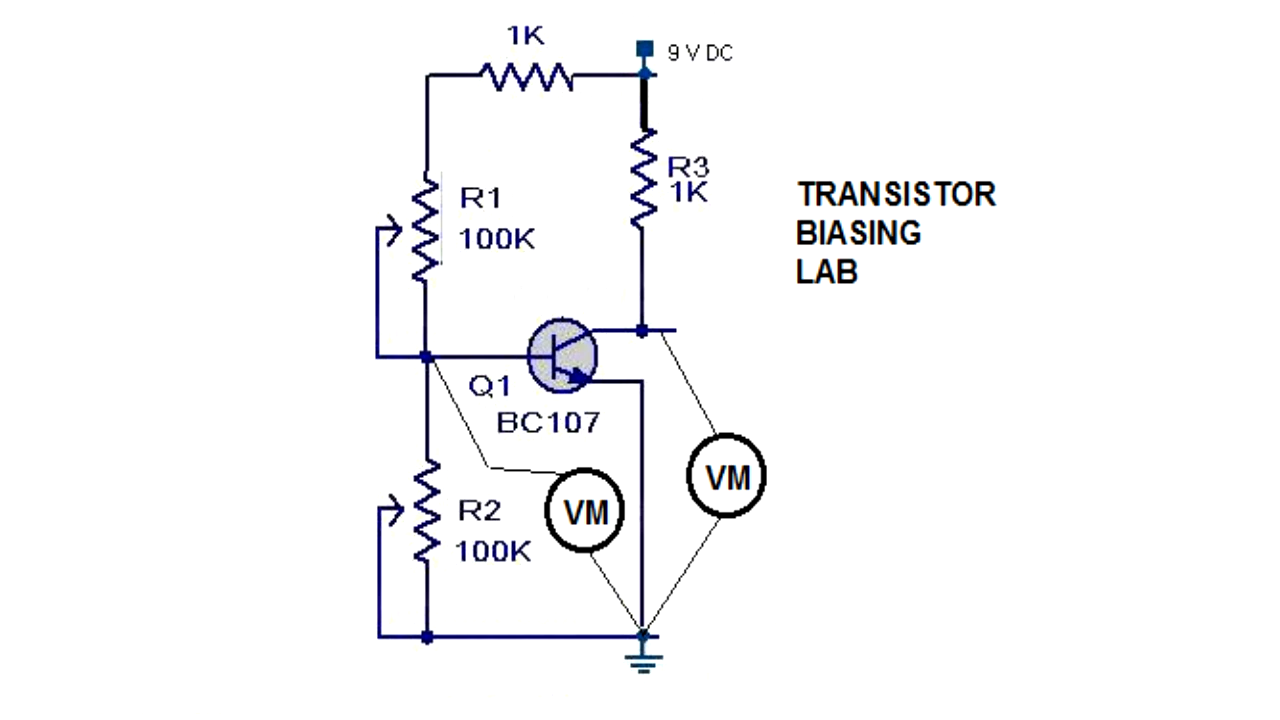 1K
9 V DC
R3
1K
R1
100K
TRANSISTOR
BIASING
LAB
Q1
BC107
VM
VM
R2
100K